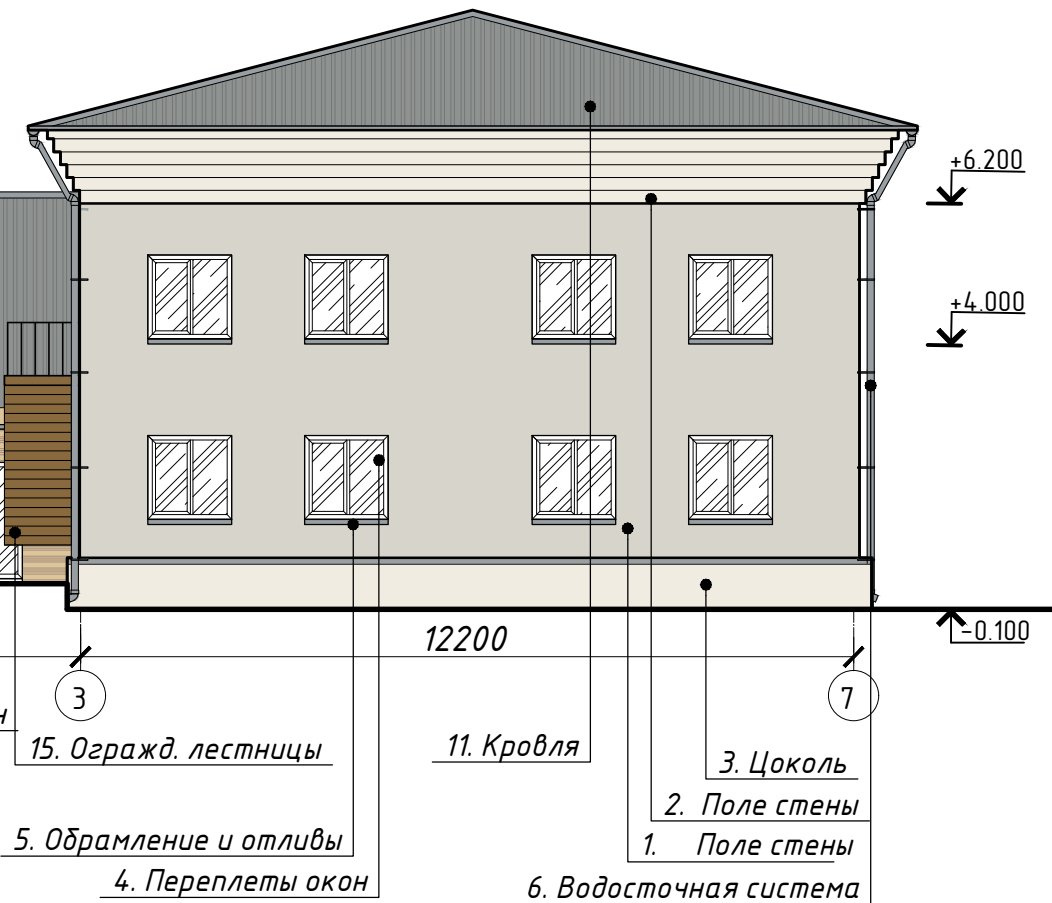 +6.200
+4.000
-0.100
12200
3
7
н
15. Огражд. лестницы
11. Кровля
3. Цоколь
2. Поле стены
5. Обрамление и отливы
1. Поле стены
4. Переплеты окон
6. Водосточная система